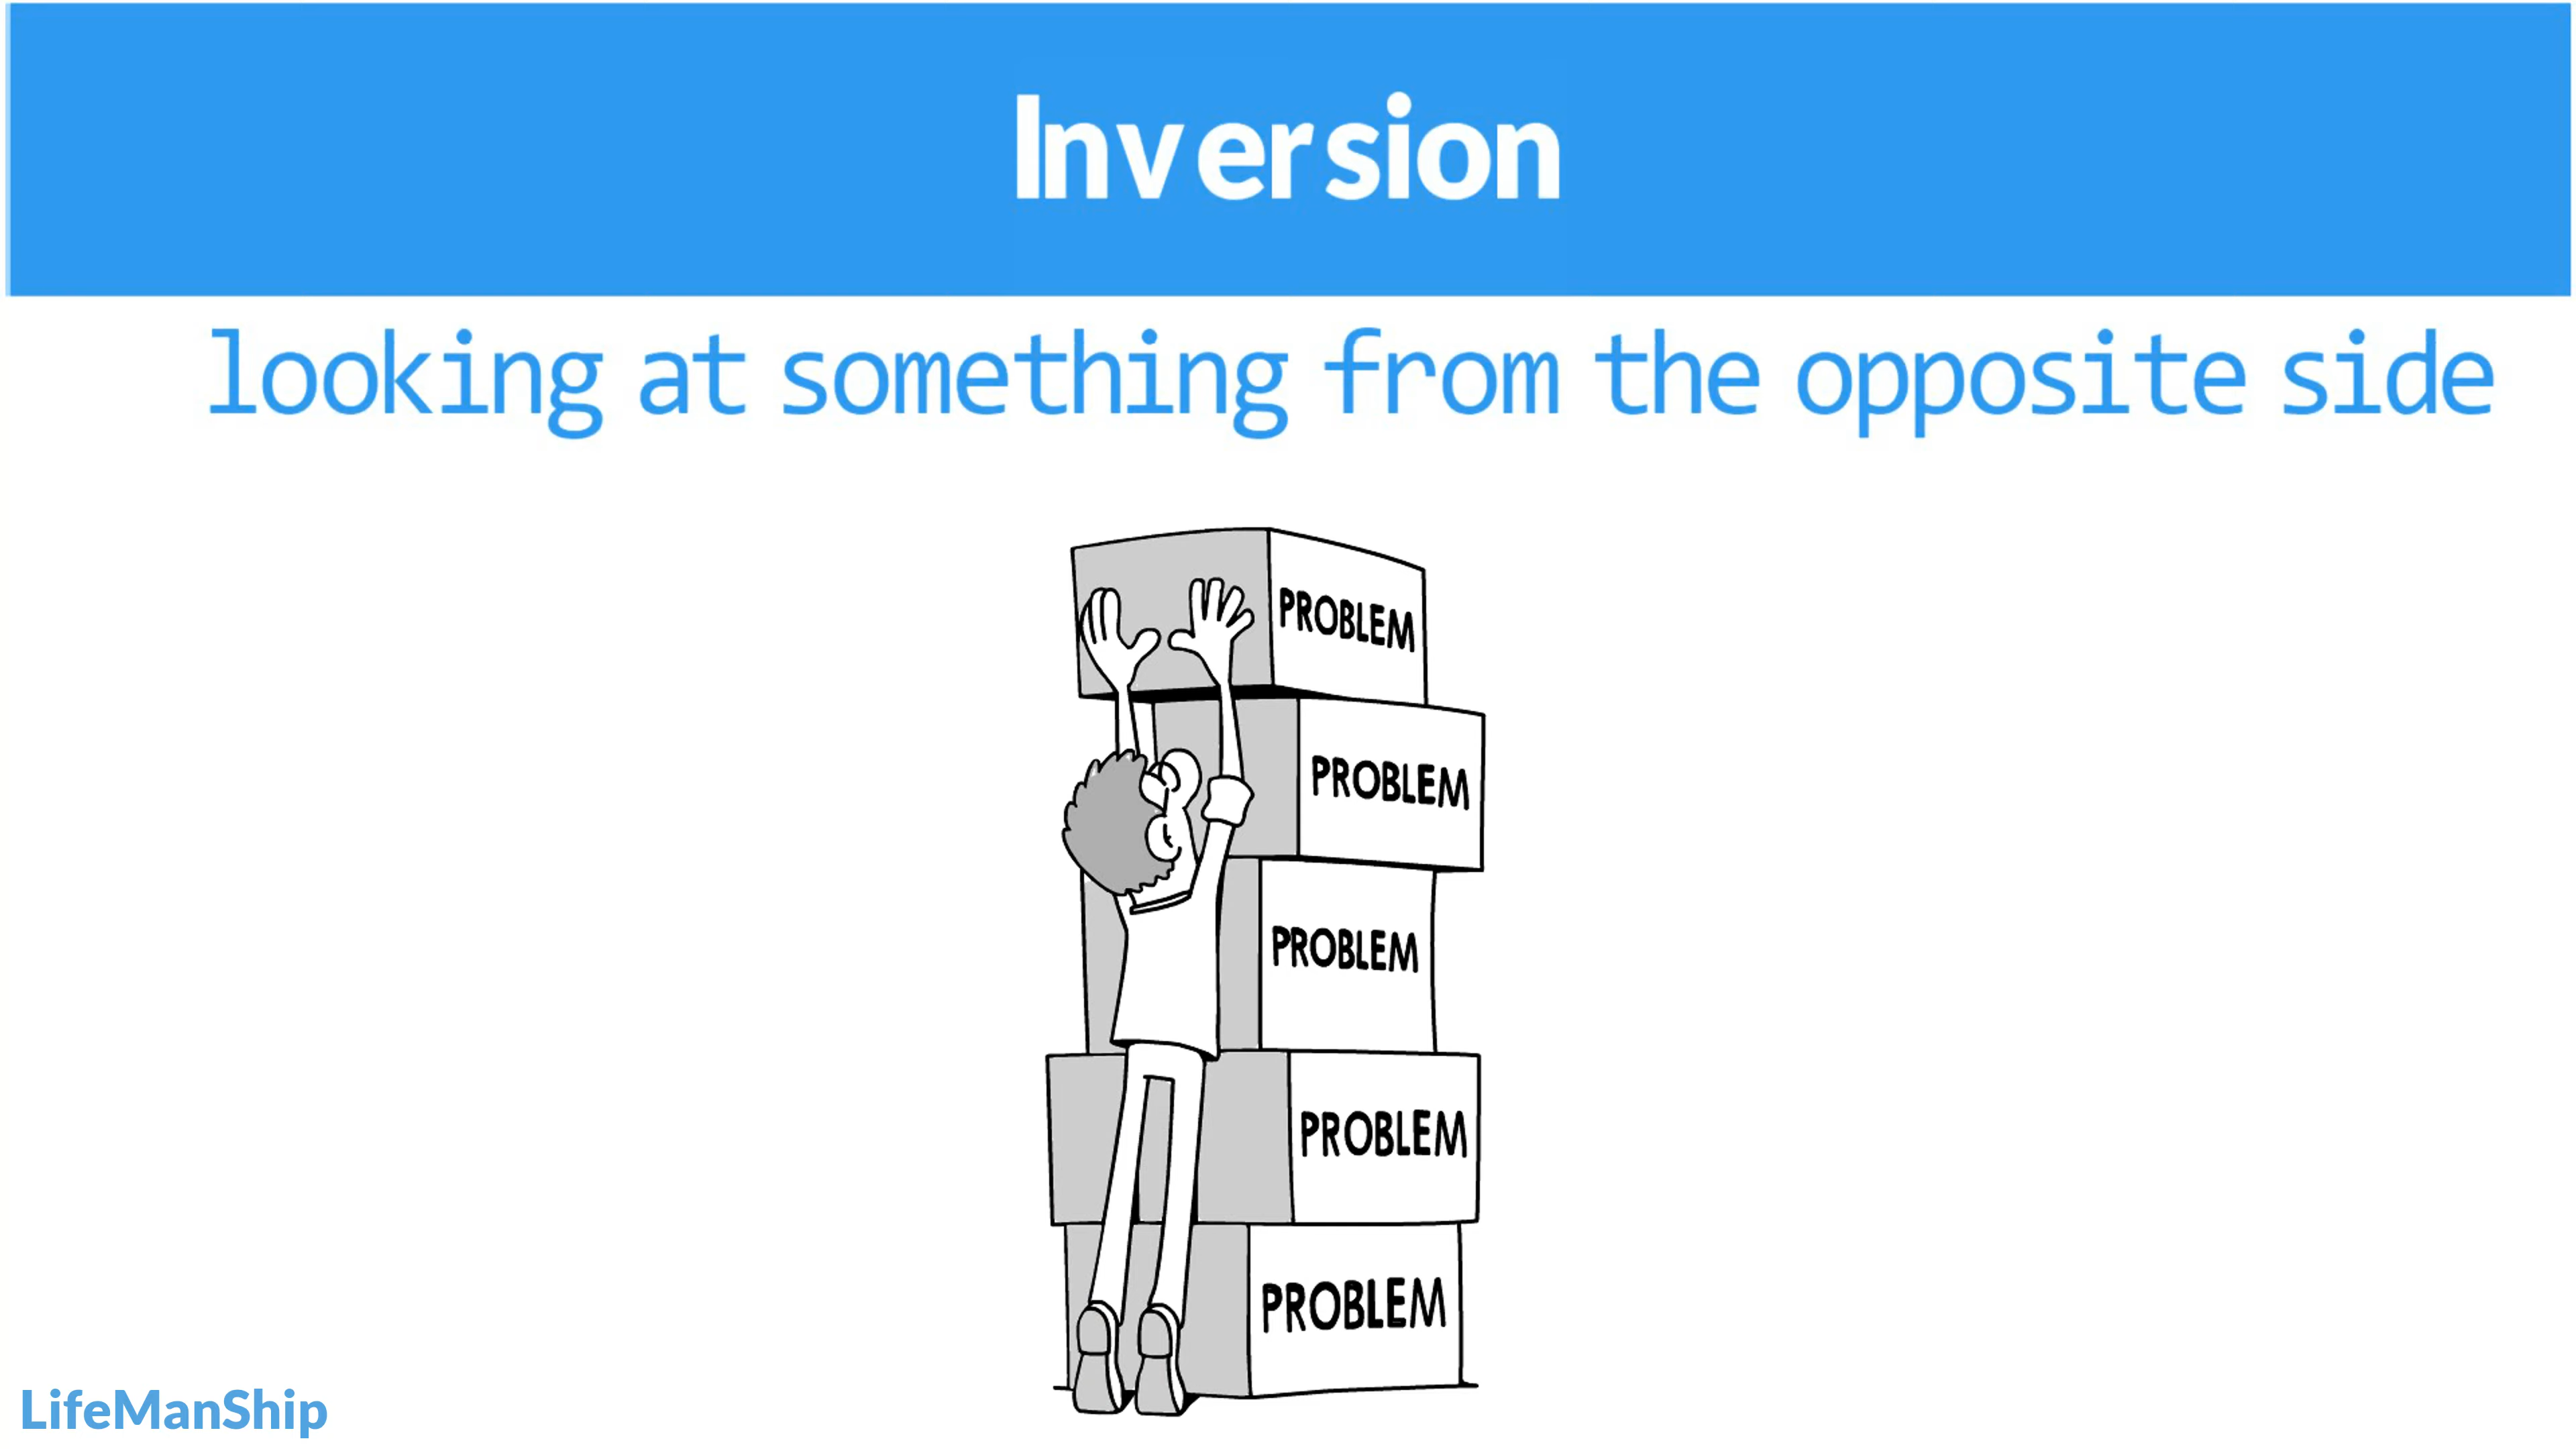 Inversion
looking at something from the opposite side
PROBLEM
PROBLEM
PROBLEM
PROBLEM
PROBLEM
LifeManShip